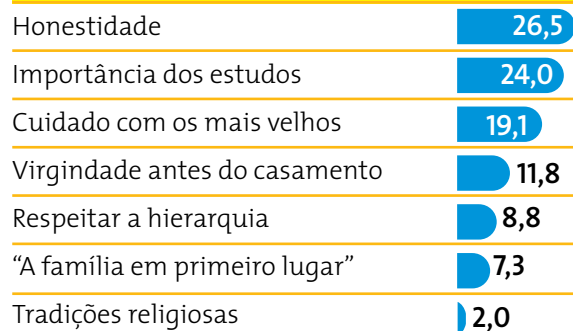 Honestidade 26,5
Importância dos estudos 24,0
Cuidado com os mais velhos 19,1
Virgindade antes do casamento 11,8
Respeitar a hierarquia 8,8
“A família em primeiro lugar” 7,3
Tradições religiosas 2,0